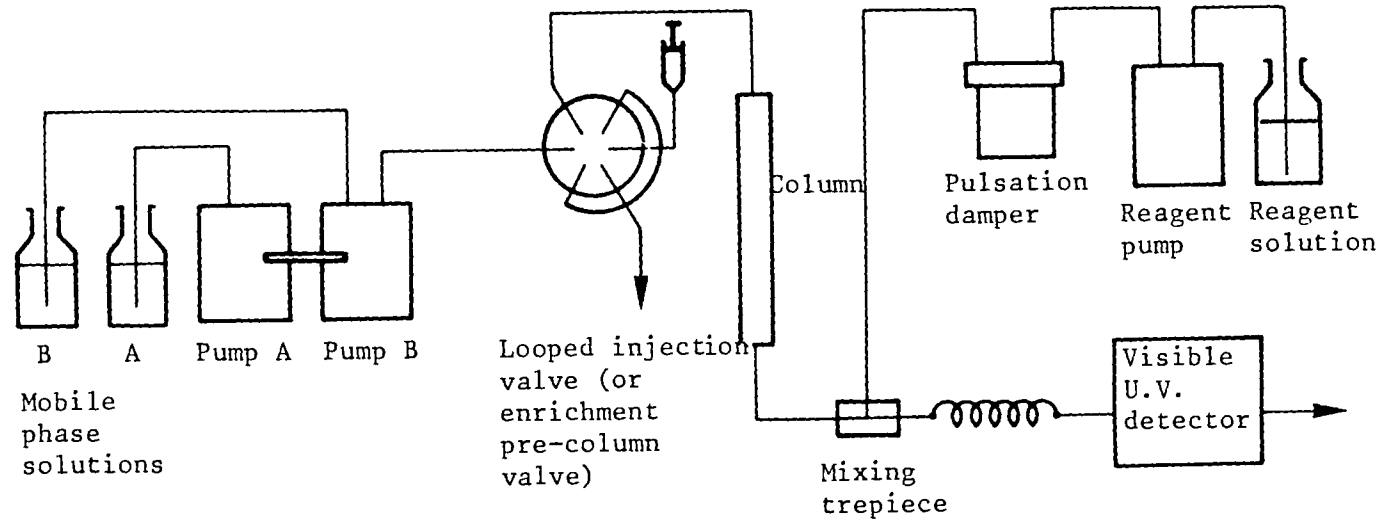 B
A
Pump A
Pump B
Mobile
phase
solutions
Looped injection
valve (or
enrichment
pre-column
valve)
Column
Pulsation
damper
Reagent
pump
Reagent
solution
Mixing
trepiece
Visible
U.V.
detector